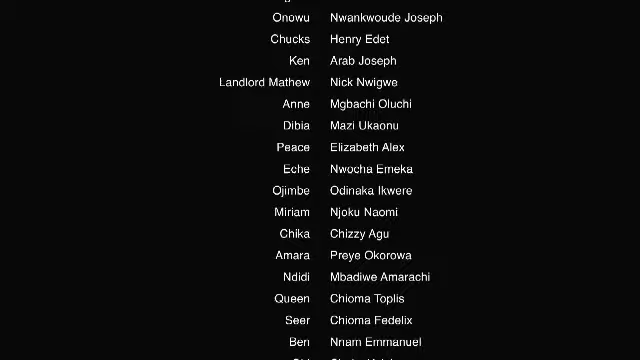 Onowu Nwankwoude Joseph
Chucks Henry Edet
Ken Arab Joseph
Landlord Mathew Nick Nwigwe
Anne Mgbachi Oluchi
Dibia Mazi Ukaonu
Peace Elizabeth Alex
Eche Nwocha Emeka
Ojimbe Odinaka Ikwere
Miriam Njoku Naomi
Chika Chizzy Agu
Amara Preye Okorowa
Ndidi Mbadiwe Amarachi
Queen Chioma Toplis
Seer Chioma Fedelix
Ben Nnam Emmanuel